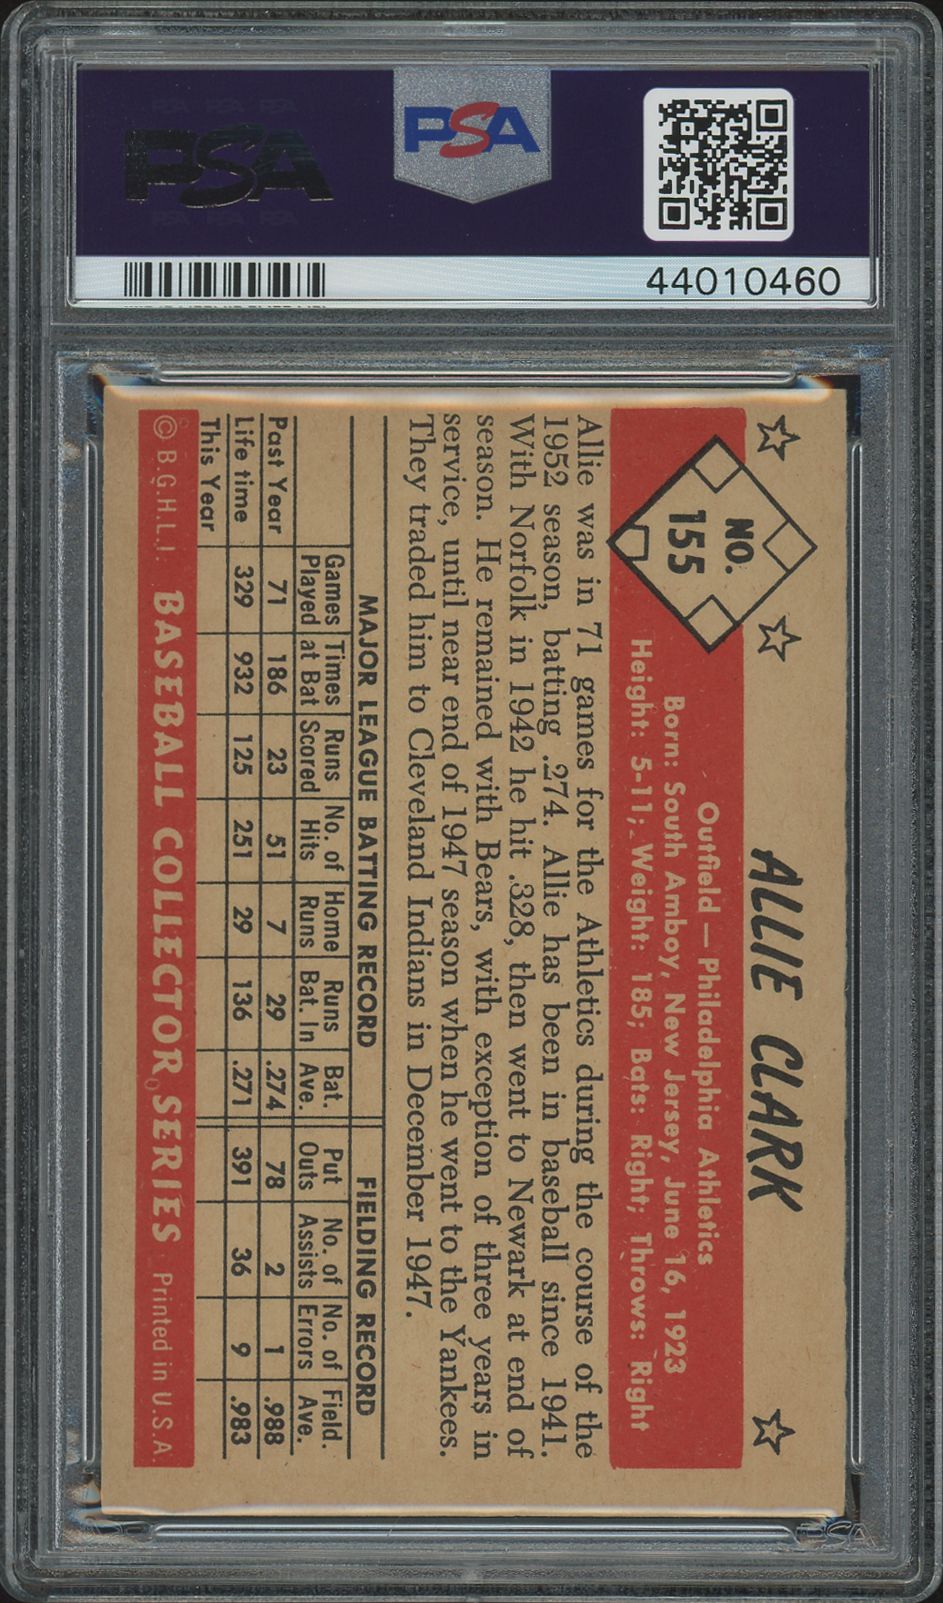 PSA
PSA
44010460
NO.
155
ALLIE CLARK
Outfield — Philadelphia Athletics
Born: South Amboy, New Jersey, June 16, 1923
Height: 5-11; Weight: 185; Bats: Right; Throws: Right
Allie was in 71 games for the Athletics during the course of the
1952 season, batting .274. Allie has been in baseball since 1941.
With Norfolk in 1942 he hit .328, then went to Newark at end of
season. He remained with Bears, with exception of three years in
service, until near end of 1947 season when he went to the Yankees.
They traded him to Cleveland Indians in December 1947.
MAJOR LEAGUE BATTING RECORD FIELDING RECORD
Games Times Runs No. of Home Runs Bat. Put No. of No. of Field.
Played at Bat Scored Hits Runs Bat. In Ave. Outs Assists Errors Ave.
Past Year 71 186 23 51 7 29 .274 78 2 1 .988
Life time 329 932 125 251 29 136 .271 391 36 9 .983
This Year
© B.G.H.L.I. BASEBALL COLLECTOR SERIES Printed in U.S.A.
PSA